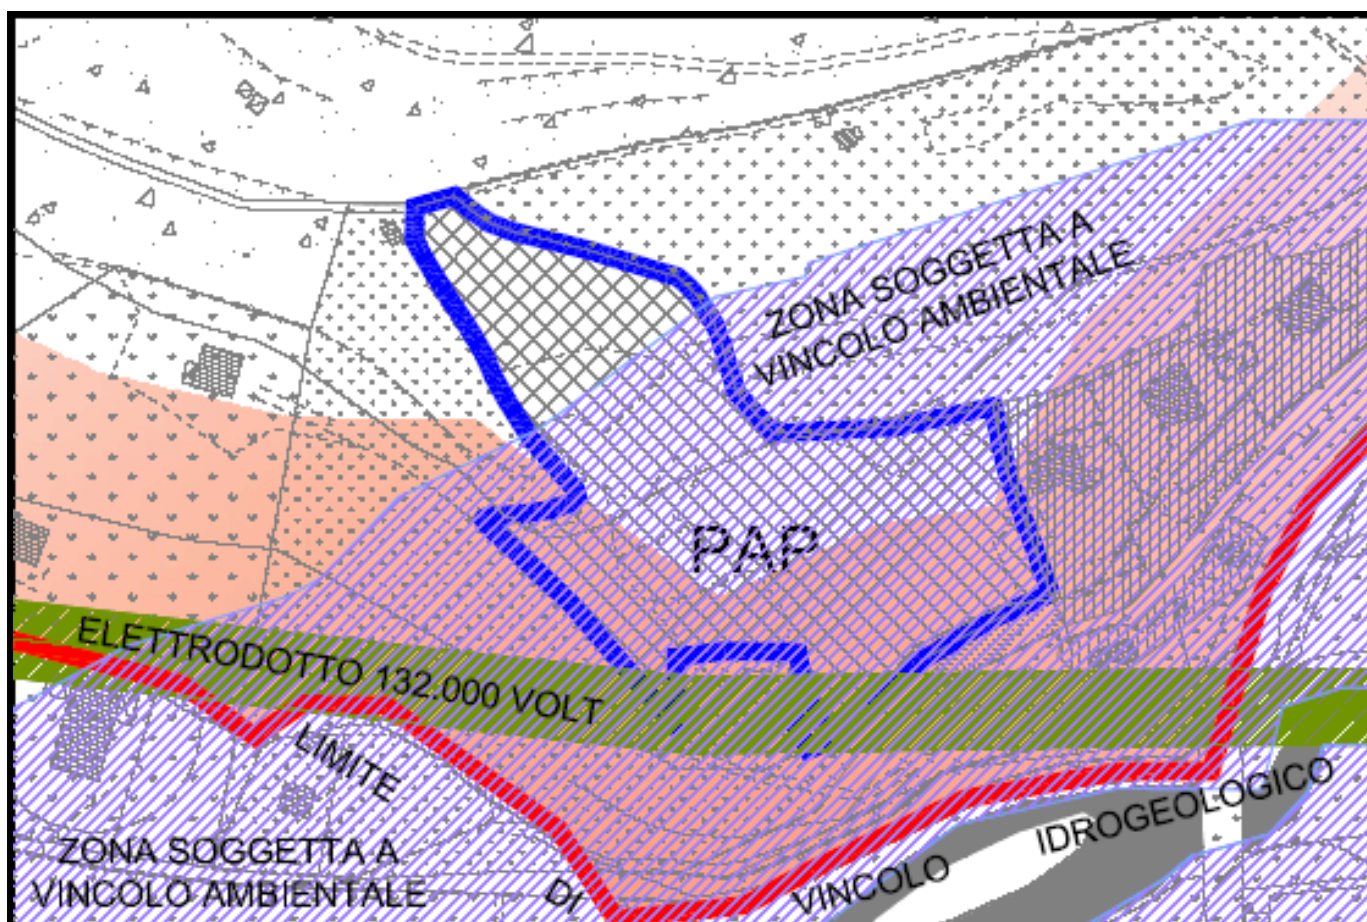 ZONA SOGGETTA A
VINCOLO AMBIENTALE
PAP
ELETTRODOTTO 132.000 VOLT
LIMITE
DI
VINCOLO
IDROGEOLOGICO
ZONA SOGGETTA A
VINCOLO AMBIENTALE